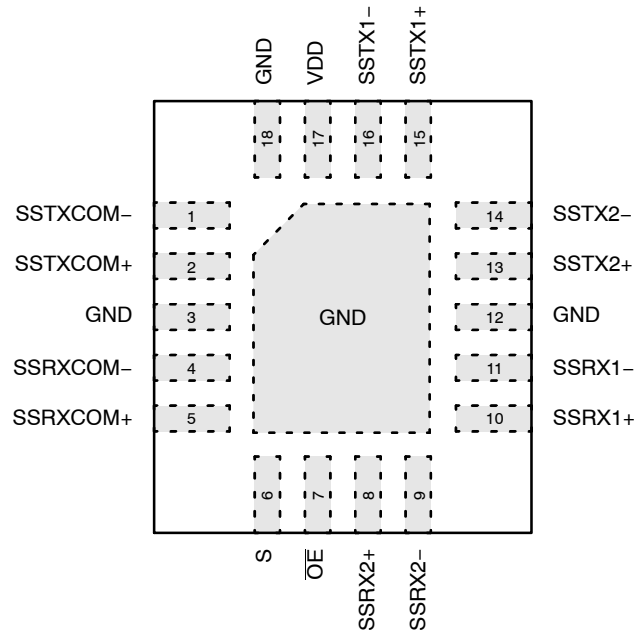 GND
VDD
SSTX1−
SSTX1+
18
17
16
15
SSTXCOM−
1
14
SSTX2−
SSTXCOM+
2
13
SSTX2+
GND
3
GND
12
GND
SSRXCOM−
4
11
SSRX1−
SSRXCOM+
5
10
SSRX1+
6
7
8
9
S
O̅E̅
SSRX2+
SSRX2−